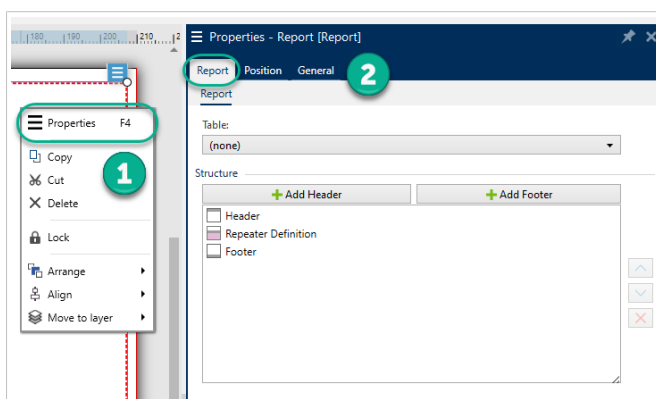 180 190 200 210 2
Properties - Report [Report]
Report Position General
2
Report
Properties F4
Table:
(none)
Copy
1
Cut
Structure
Delete
Add Header Add Footer
Header
Lock
Repeater Definition
Footer
Arrange
Align
Move to layer